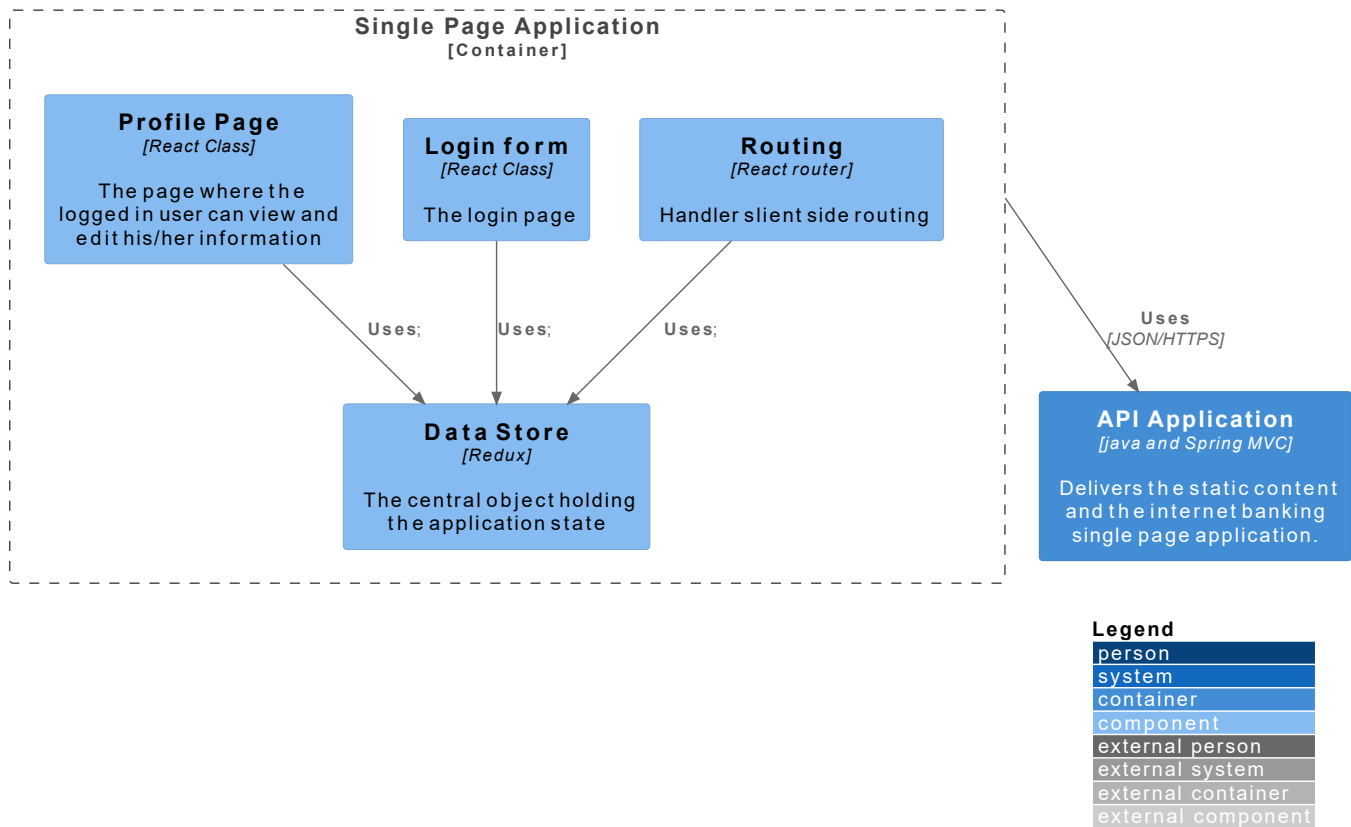 Single Page Application
[Container]
Profile Page
[React Class]
The page where the
logged in user can view and
edit his/her information
Login form
[React Class]
The login page
Routing
[React router]
Handler slient side routing
Uses;
Uses;
Uses;
Uses
[JSON/HTTPS]
Data Store
[Redux]
The central object holding
the application state
API Application
[java and Spring MVC]
Delivers the static content
and the internet banking
single page application.
Legend
person
system
container
component
external person
external system
external container
external component